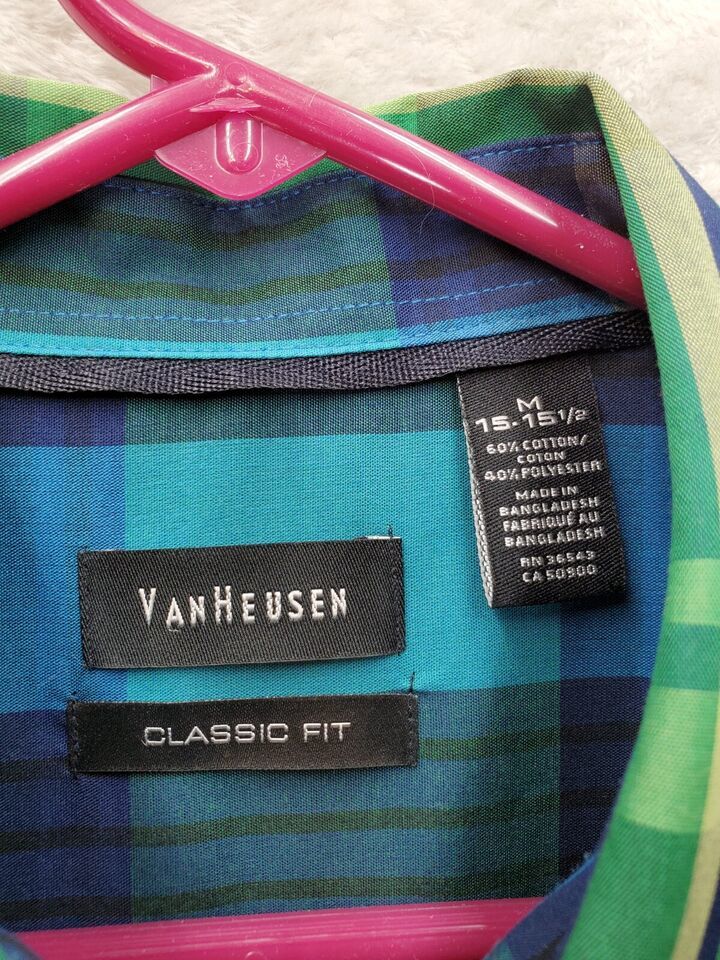 M
15-15 1/2
60% COTTON/
COTON
40% POLYESTER
MADE IN
BANGLADESH
FABRIQUÉ AU
BANGLADESH
RN 36543
CA 50900
VANHEUSEN
CLASSIC FIT